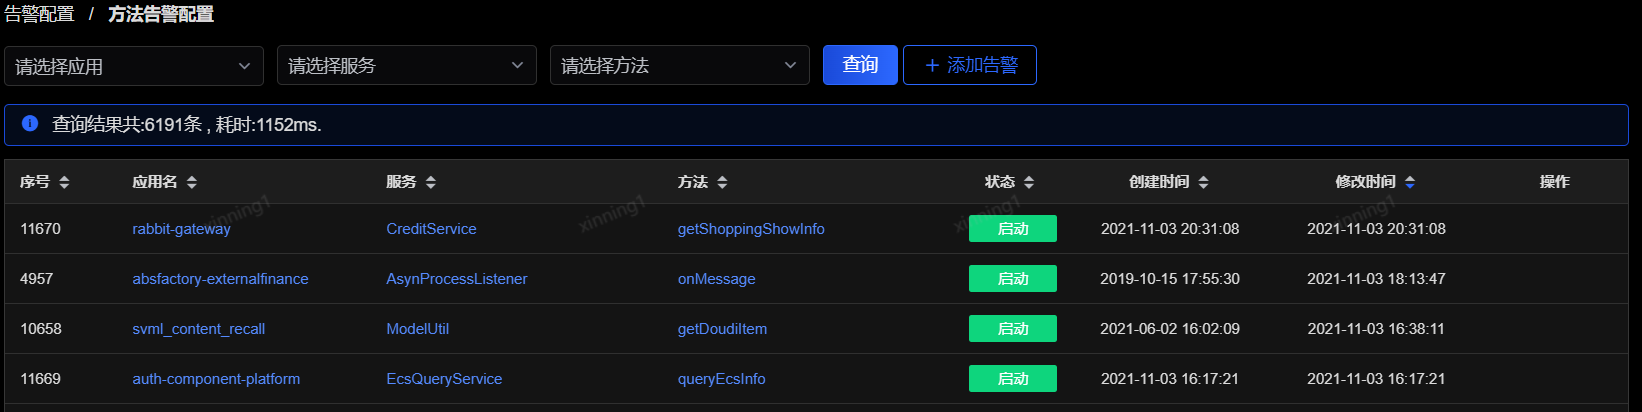 告警配置 / 方法告警配置
请选择应用 请选择服务 请选择方法 查询 + 添加告警
查询结果共:6191条 , 耗时:1152ms.
序号 应用名 服务 方法 状态 创建时间 修改时间 操作
xinning1 xinning1 xinning1 xinning1
11670 rabbit-gateway CreditService getShoppingShowInfo 启动 2021-11-03 20:31:08 2021-11-03 20:31:08
4957 absfactory-externalfinance AsynProcessListener onMessage 启动 2019-10-15 17:55:30 2021-11-03 18:13:47
10658 svml_content_recall ModelUtil getDoudiItem 启动 2021-06-02 16:02:09 2021-11-03 16:38:11
11669 auth-component-platform EcsQueryService queryEcsInfo 启动 2021-11-03 16:17:21 2021-11-03 16:17:21